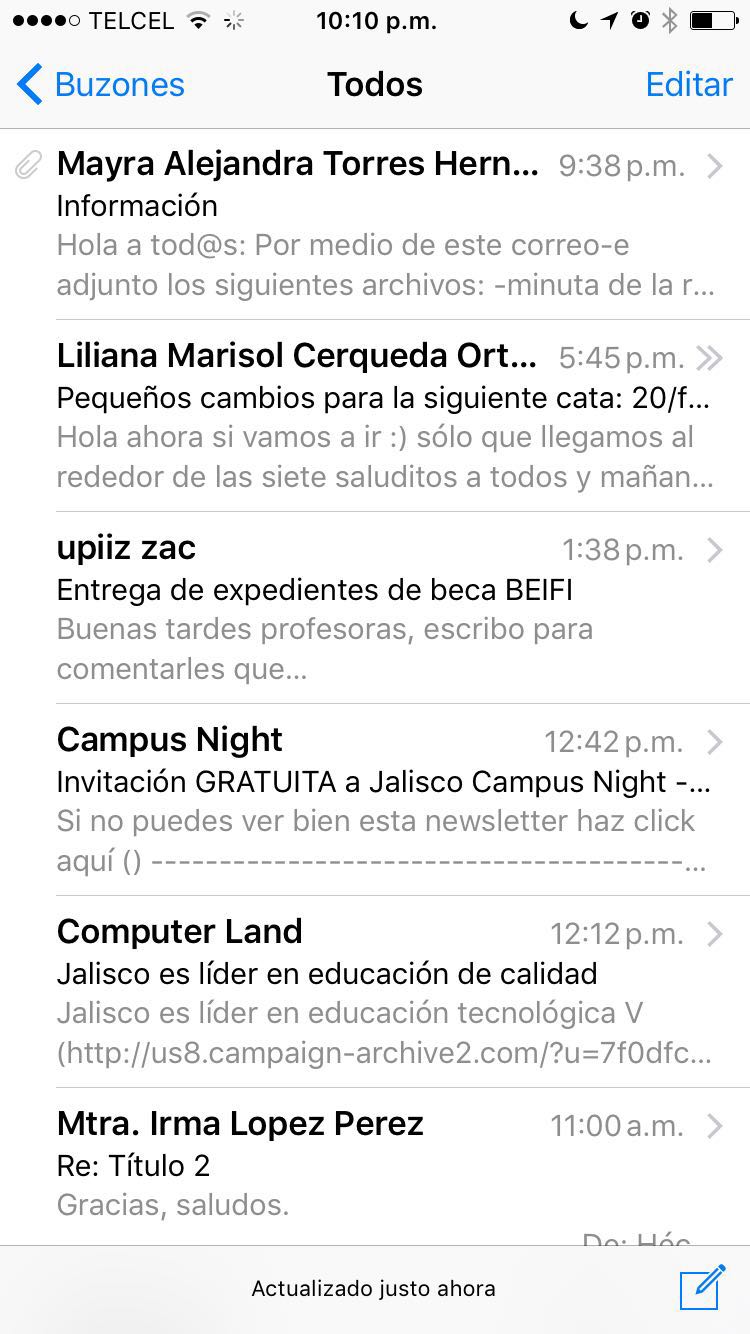 TELCEL 10:10 p.m.
Buzones Todos Editar
Mayra Alejandra Torres Hern... 9:38 p.m.
Información
Hola a tod@s: Por medio de este correo-e
adjunto los siguientes archivos: -minuta de la r...
Liliana Marisol Cerqueda Ort... 5:45 p.m.
Pequeños cambios para la siguiente cata: 20/f...
Hola ahora si vamos a ir :) sólo que llegamos al
rededor de las siete saluditos a todos y mañan...
upiiz zac 1:38 p.m.
Entrega de expedientes de beca BEIFI
Buenas tardes profesoras, escribo para
comentarles que...
Campus Night 12:42 p.m.
Invitación GRATUITA a Jalisco Campus Night -...
Si no puedes ver bien esta newsletter haz click
aquí () ---------------------------------------...
Computer Land 12:12 p.m.
Jalisco es líder en educación de calidad
Jalisco es líder en educación tecnológica V
(http://us8.campaign-archive2.com/?u=7f0dfc...
Mtra. Irma Lopez Perez 11:00 a.m.
Re: Título 2
Gracias, saludos.
De: Héc
Actualizado justo ahora